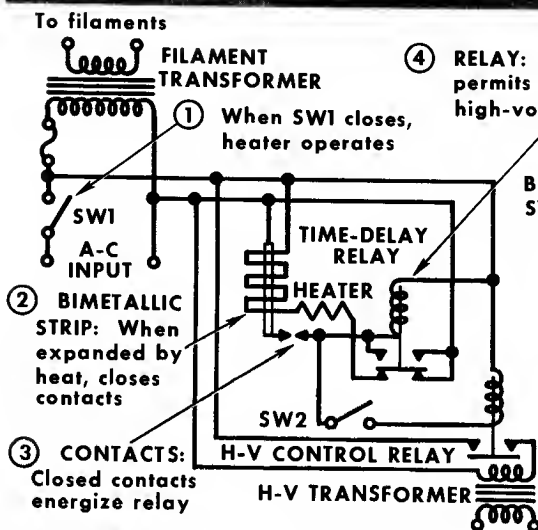 To filaments
FILAMENT
TRANSFORMER
① When SW1 closes,
heater operates
④ RELAY:
permits
high-vo
B
SW1
A-C
INPUT
TIME-DELAY
RELAY
HEATER
② BIMETALLIC
STRIP: When
expanded by
heat, closes
contacts
SW2
③ CONTACTS:
Closed contacts
energize relay
H-V CONTROL RELAY
H-V TRANSFORMER